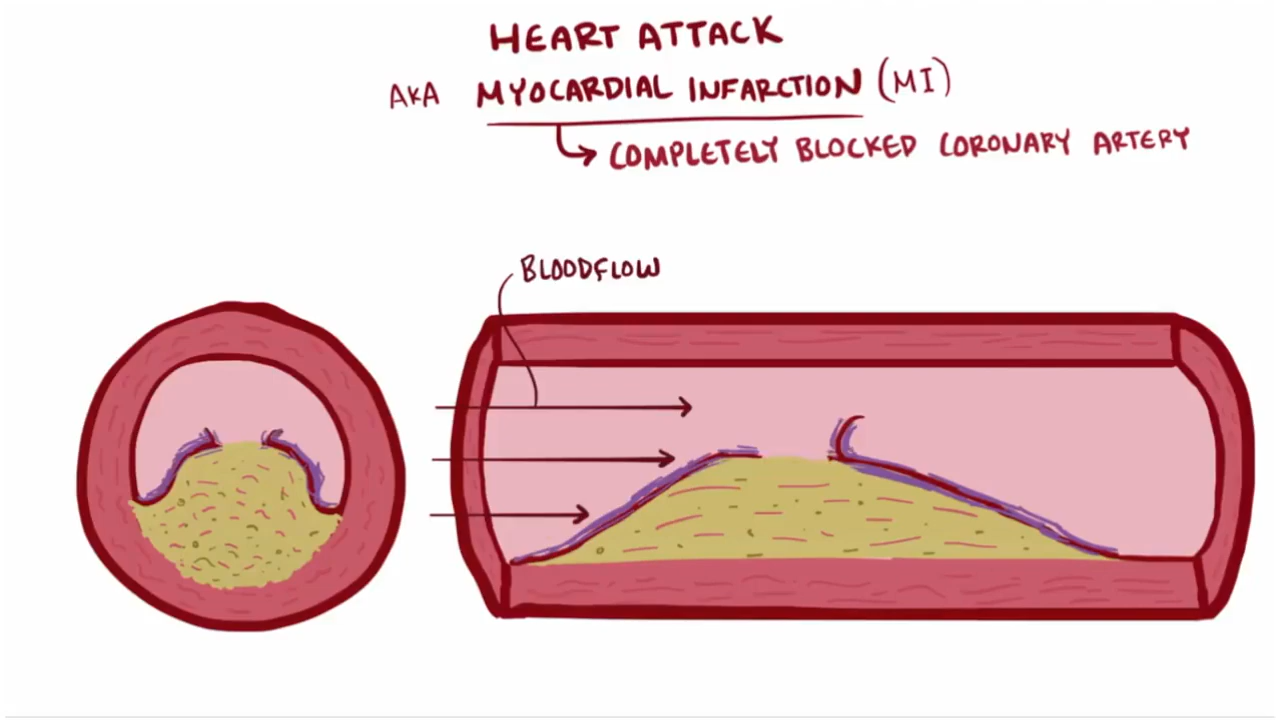 HEART ATTACK
AKA MYOCARDIAL INFARCTION (MI)
COMPLETELY BLOCKED CORONARY ARTERY
BLOODFLOW